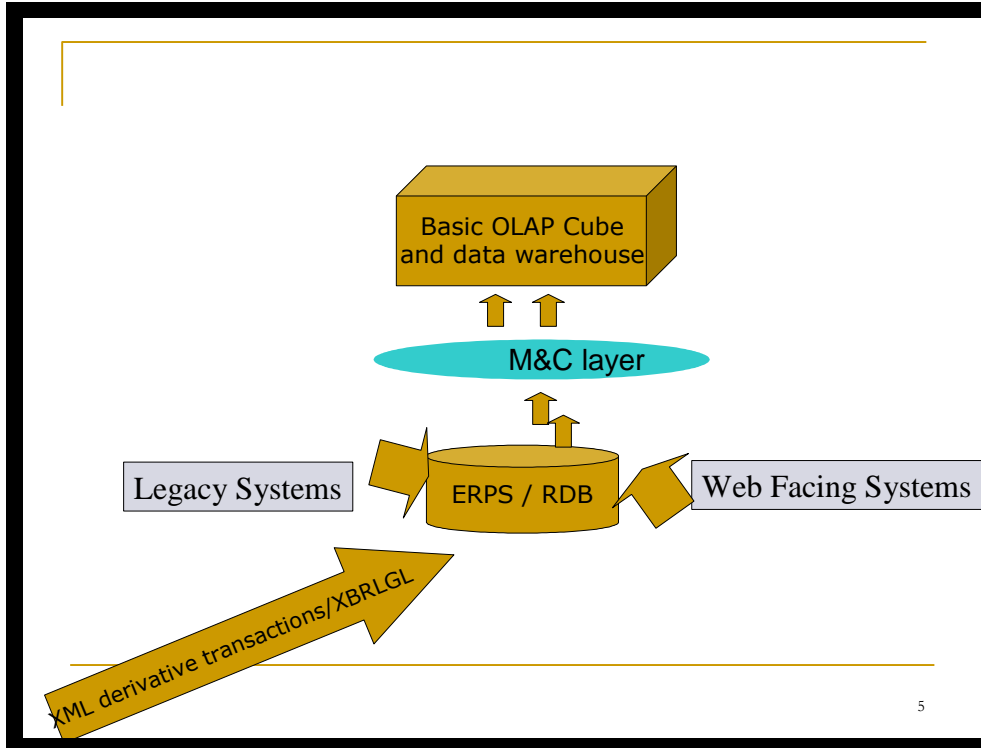 Basic OLAP Cube
and data warehouse
M&C layer
Legacy Systems
ERPS / RDB
Web Facing Systems
XML derivative transactions/XBRLGL
5